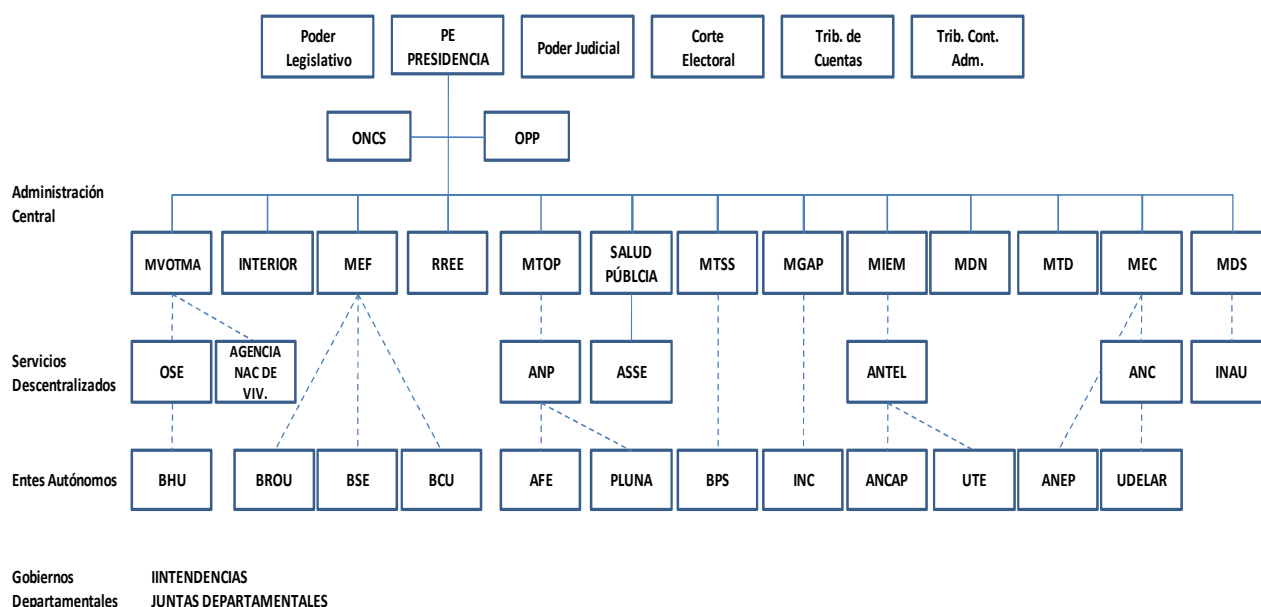 Poder
Legislativo
PE
PRESIDENCIA
Poder Judicial
Corte
Electoral
Trib. de
Cuentas
Trib. Cont.
Adm.
ONCS
OPP
Administración
Central
MVOTMA
INTERIOR
MEF
RREE
MTOP
SALUD
PÚBLCIA
MTSS
MGAP
MIEM
MDN
MTD
MEC
MDS
Servicios
Descentralizados
OSE
AGENCIA
NAC DE
VIV.
ANP
ASSE
ANTEL
ANC
INAU
Entes Autónomos
BHU
BROU
BSE
BCU
AFE
PLUNA
BPS
INC
ANCAP
UTE
ANEP
UDELAR
Gobiernos
Departamentales
IINTENDENCIAS
JUNTAS DEPARTAMENTALES